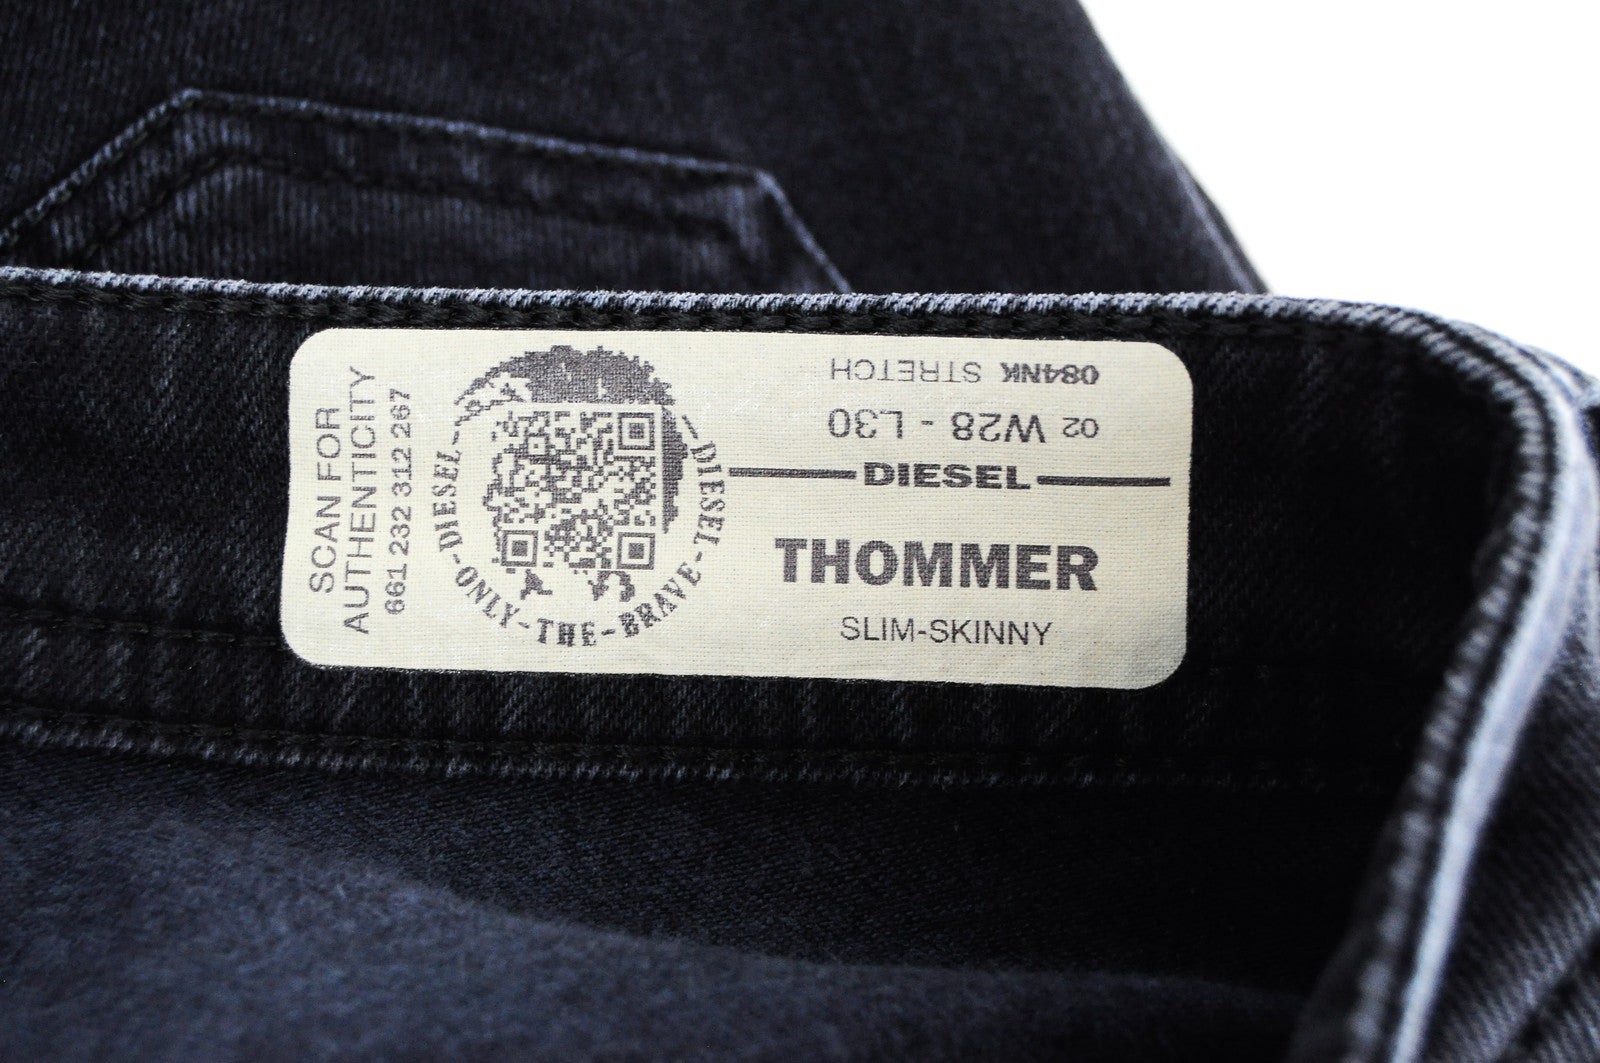 SCAN FOR
AUTHENTICITY
661 232 312 267
DIESEL-ONLY-THE-BRAVE-DIESEL
084NK STRETCH
02 W28 - L30
DIESEL
THOMMER
SLIM-SKINNY